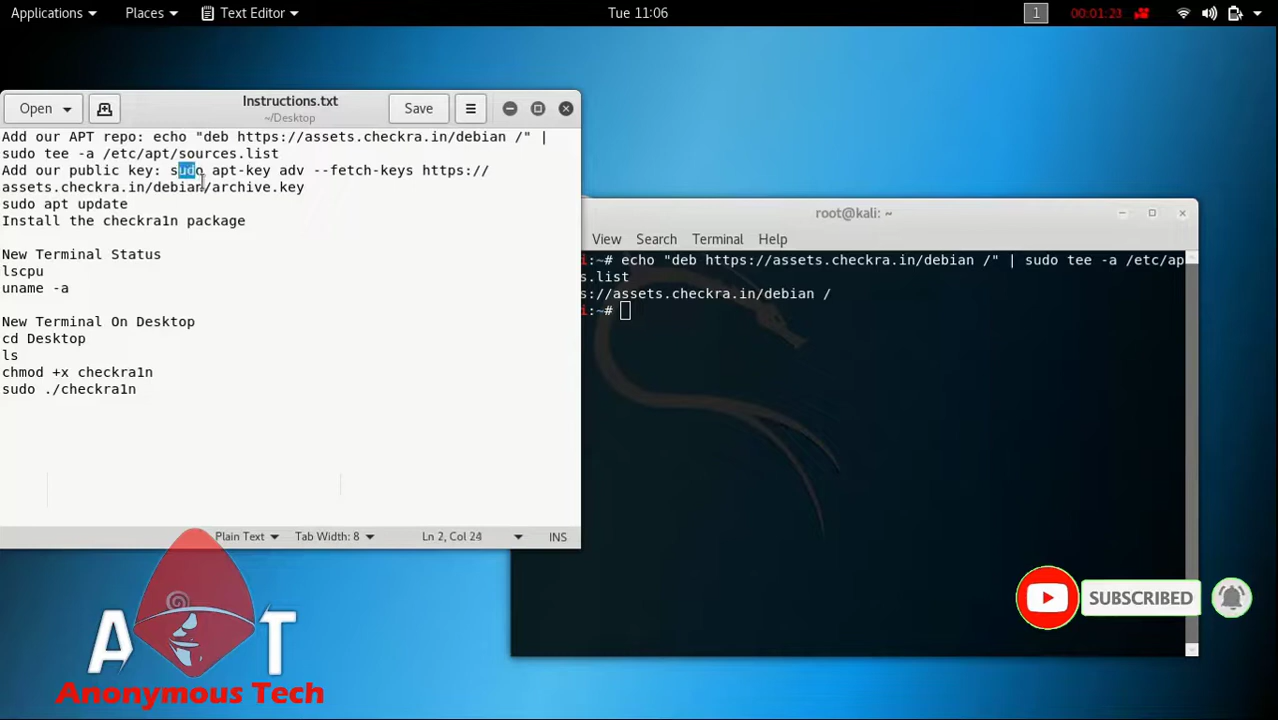 Applications Places Text Editor Tue 11:06 1 00:01:23
Instructions.txt
Open ~/Desktop Save
Add our APT repo: echo "deb https://assets.checkra.in/debian /" |
sudo tee -a /etc/apt/sources.list
Add our public key: sudo apt-key adv --fetch-keys https://
assets.checkra.in/debian/archive.key
sudo apt update
Install the checkra1n package
New Terminal Status
lscpu
uname -a
New Terminal On Desktop
cd Desktop
ls
chmod +x checkra1n
sudo ./checkra1n
Plain Text Tab Width: 8 Ln 2, Col 24 INS
root@kali: ~
View Search Terminal Help
i:~# echo "deb https://assets.checkra.in/debian /" | sudo tee -a /etc/ap
s.list
s://assets.checkra.in/debian /
i:~#
SUBSCRIBED
A T
Anonymous Tech